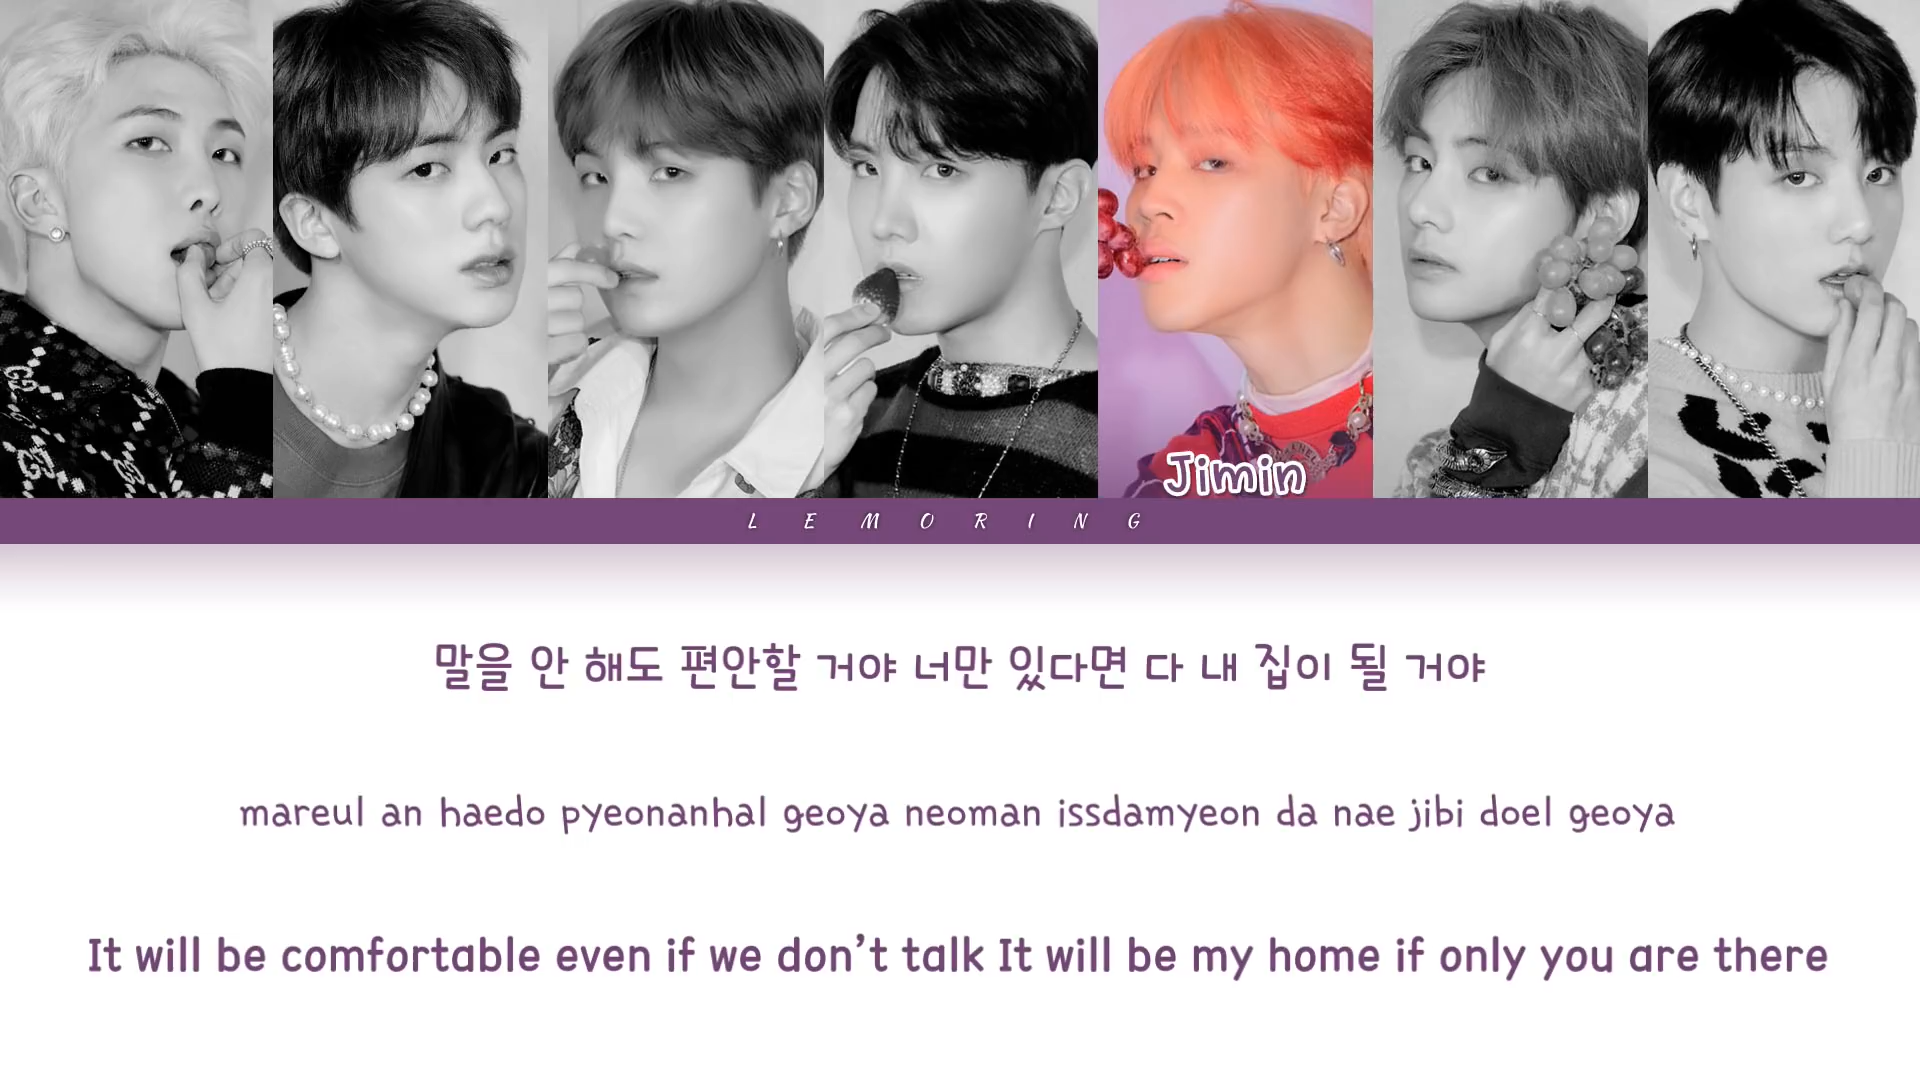 Jimin
LEMORING
말을 안 해도 편안할 거야 너만 있다면 다 내 집이 될 거야
mareul an haedo pyeonanhal geoya neoman issdamyeon da nae jibi doel geoya
It will be comfortable even if we don’t talk It will be my home if only you are there